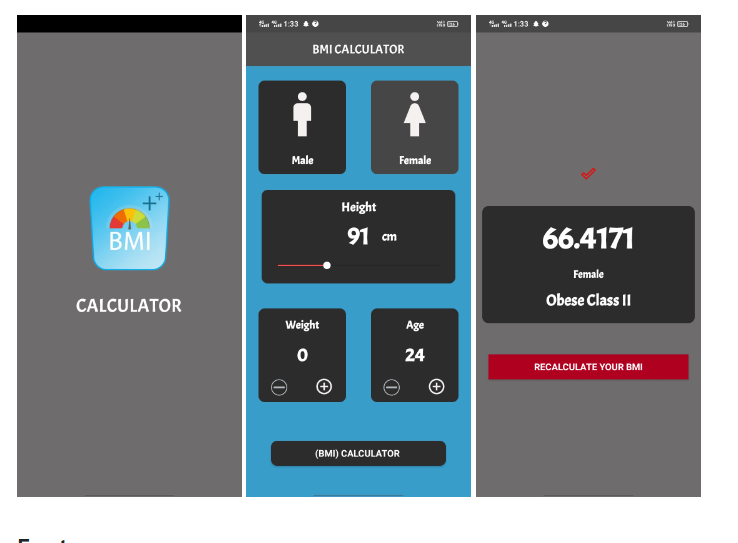 BMI
CALCULATOR
1:33
BMI CALCULATOR
Male Female
Height
91 cm
Weight Age
0 24
(BMI) CALCULATOR
1:33
66.4171
Female
Obese Class II
RECALCULATE YOUR BMI